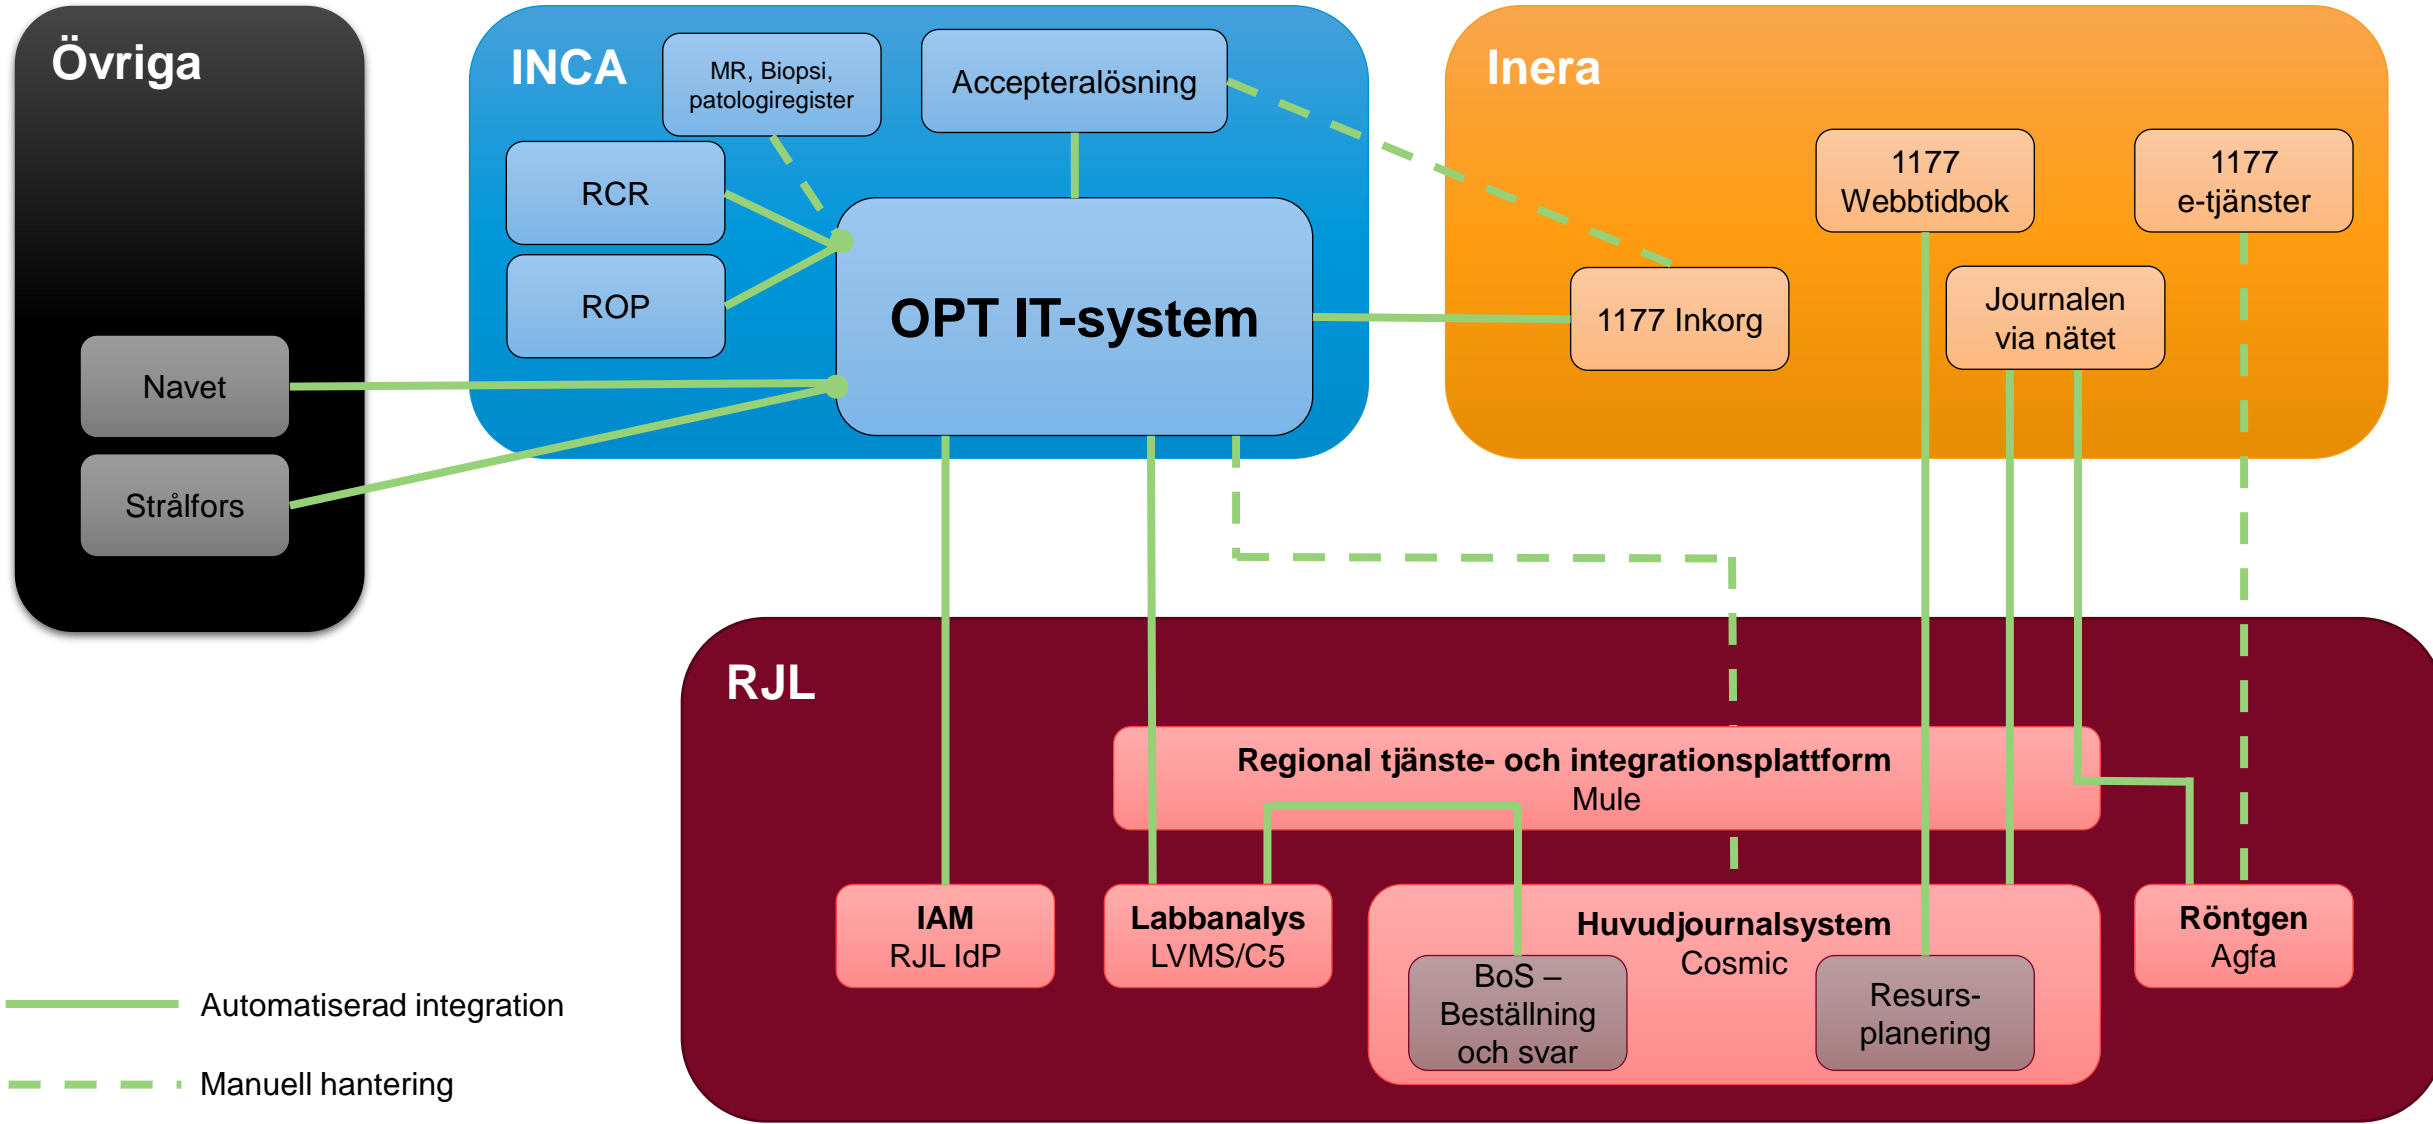 Övriga
Navet
Strålfors
INCA
MR, Biopsi,
patologiregister
Accepteralösning
RCR
ROP
OPT IT-system
Inera
1177
Webbtidbok
1177
e-tjänster
1177 Inkorg
Journalen
via nätet
RJL
Regional tjänste- och integrationsplattform
Mule
IAM
RJL IdP
Labbanalys
LVMS/C5
Huvudjournalsystem
Cosmic
BoS –
Beställning
och svar
Resurs-
planering
Röntgen
Agfa
Automatiserad integration
Manuell hantering